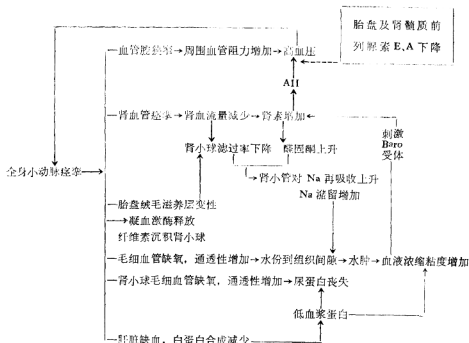 胎盘及肾髓质前
列腺素 E、A 下降
血管腔痉挛→周围血管阻力增加→高血压
AII
肾血管痉挛→肾血流量减少→肾素增加
刺激
Baro
受体
肾小球滤过率下降 醛固酮上升
全身小动脉痉挛
→肾小管对 Na 再吸收上升
Na 滞留增加
胎盘绒毛滋养层变性
→凝血激酶释放
纤维素沉积肾小球
毛细血管缺氧,通透性增加→水份到组织间隙→水肿→血液浓缩粘度增加
肾小球毛细血管缺氧,通透性增加→尿蛋白丧失
低血浆蛋白
肝脏缺血,白蛋白合成减少